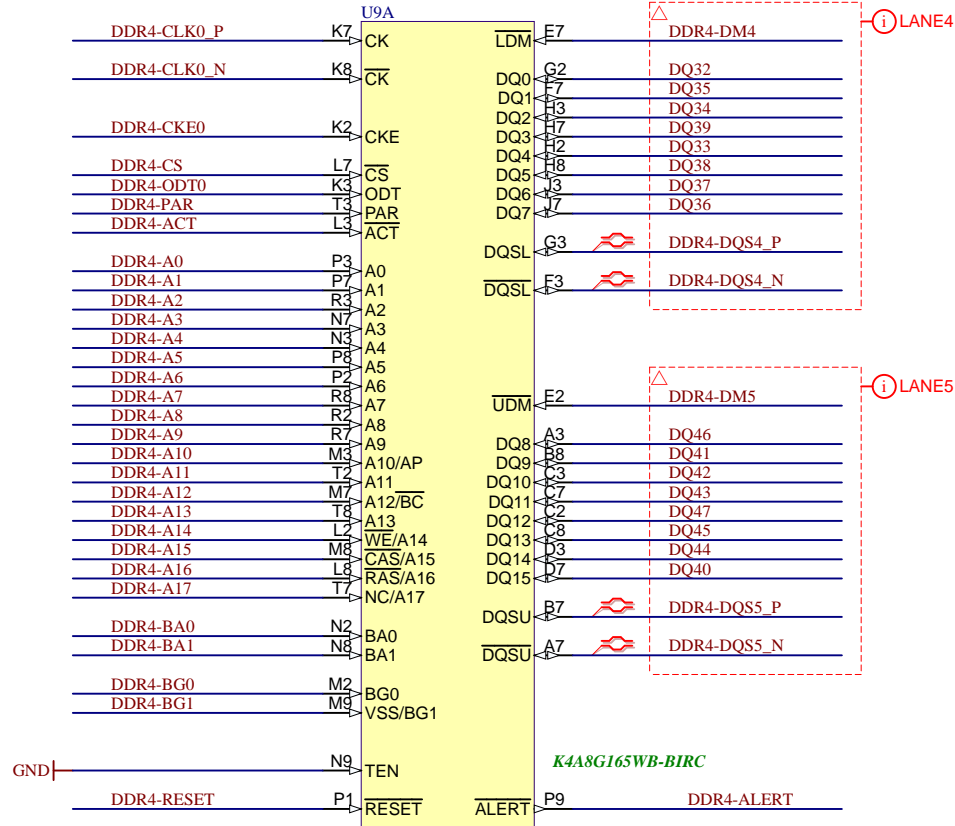 U9A
DDR4-CLK0_P K7 CK
DDR4-CLK0_N K8 CK
DDR4-CKE0 K2 CKE
DDR4-CS L7 CS
DDR4-ODT0 K3 ODT
DDR4-PAR T3 PAR
DDR4-ACT L3 ACT
DDR4-A0 P3 A0
DDR4-A1 P7 A1
DDR4-A2 R3 A2
DDR4-A3 N7 A3
DDR4-A4 N3 A4
DDR4-A5 P8 A5
DDR4-A6 P2 A6
DDR4-A7 R8 A7
DDR4-A8 R2 A8
DDR4-A9 R7 A9
DDR4-A10 M3 A10/AP
DDR4-A11 T2 A11
DDR4-A12 M7 A12/BC
DDR4-A13 T8 A13
DDR4-A14 L2 WE/A14
DDR4-A15 M8 CAS/A15
DDR4-A16 L8 RAS/A16
DDR4-A17 T7 NC/A17
DDR4-BA0 N2 BA0
DDR4-BA1 N8 BA1
DDR4-BG0 M2 BG0
DDR4-BG1 M9 VSS/BG1
GND N9 TEN
DDR4-RESET P1 RESET
i LANE4
LDM E7 DDR4-DM4
DQ0 G2 DQ32
DQ1 F7 DQ35
DQ2 H3 DQ34
DQ3 H7 DQ39
DQ4 H2 DQ33
DQ5 H8 DQ38
DQ6 J3 DQ37
DQ7 J7 DQ36
DQSL G3 DDR4-DQS4_P
DQSL F3 DDR4-DQS4_N
i LANE5
UDM E2 DDR4-DM5
DQ8 A3 DQ46
DQ9 B8 DQ41
DQ10 C3 DQ42
DQ11 C7 DQ43
DQ12 C2 DQ47
DQ13 C8 DQ45
DQ14 D3 DQ44
DQ15 D7 DQ40
DQSU B7 DDR4-DQS5_P
DQSU A7 DDR4-DQS5_N
K4A8G165WB-BIRC
ALERT P9 DDR4-ALERT